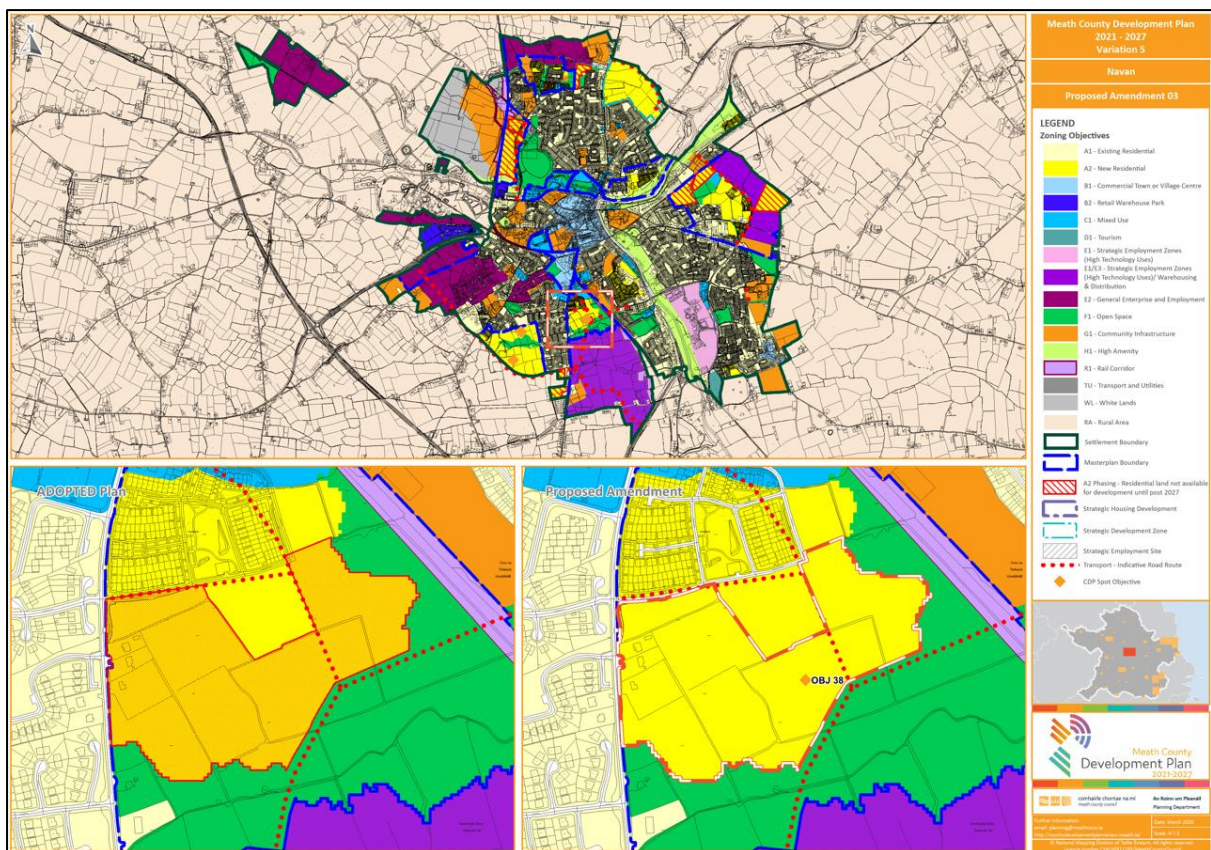 Meath County Development Plan
2021 - 2027
Variation 5
Navan
Proposed Amendment 03
LEGEND
Zoning Objectives
A1 - Existing Residential
A2 - New Residential
B1 - Commercial Town or Village Centre
B2 - Retail Warehouse Park
C1 - Mixed Use
D1 - Tourism
E1 - Strategic Employment Zones
(High Technology Uses)
E1/E3 - Strategic Employment Zones
(High Technology Uses)/ Warehousing
& Distribution
E2 - General Enterprise and Employment
F1 - Open Space
G1 - Community Infrastructure
H1 - High Amenity
R1 - Rail Corridor
TU - Transport and Utilities
WL - White Lands
RA - Rural Area
Settlement Boundary
Masterplan Boundary
A2 Phasing - Residential land not available
for development until post 2027
Strategic Housing Development
Strategic Development Zone
Strategic Employment Site
Transport - Indicative Road Route
CDP Spot Objective
N
ADOPTED Plan
Proposed Amendment
OBJ 38
Meath County
Development Plan
2021-2027
comhairle chontae na mí
meath county council
An Roinn um Pleanáil
Planning Department
Further Information: